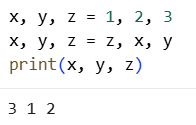 x, y, z = 1, 2, 3
x, y, z = z, x, y
print(x, y, z)
3 1 2